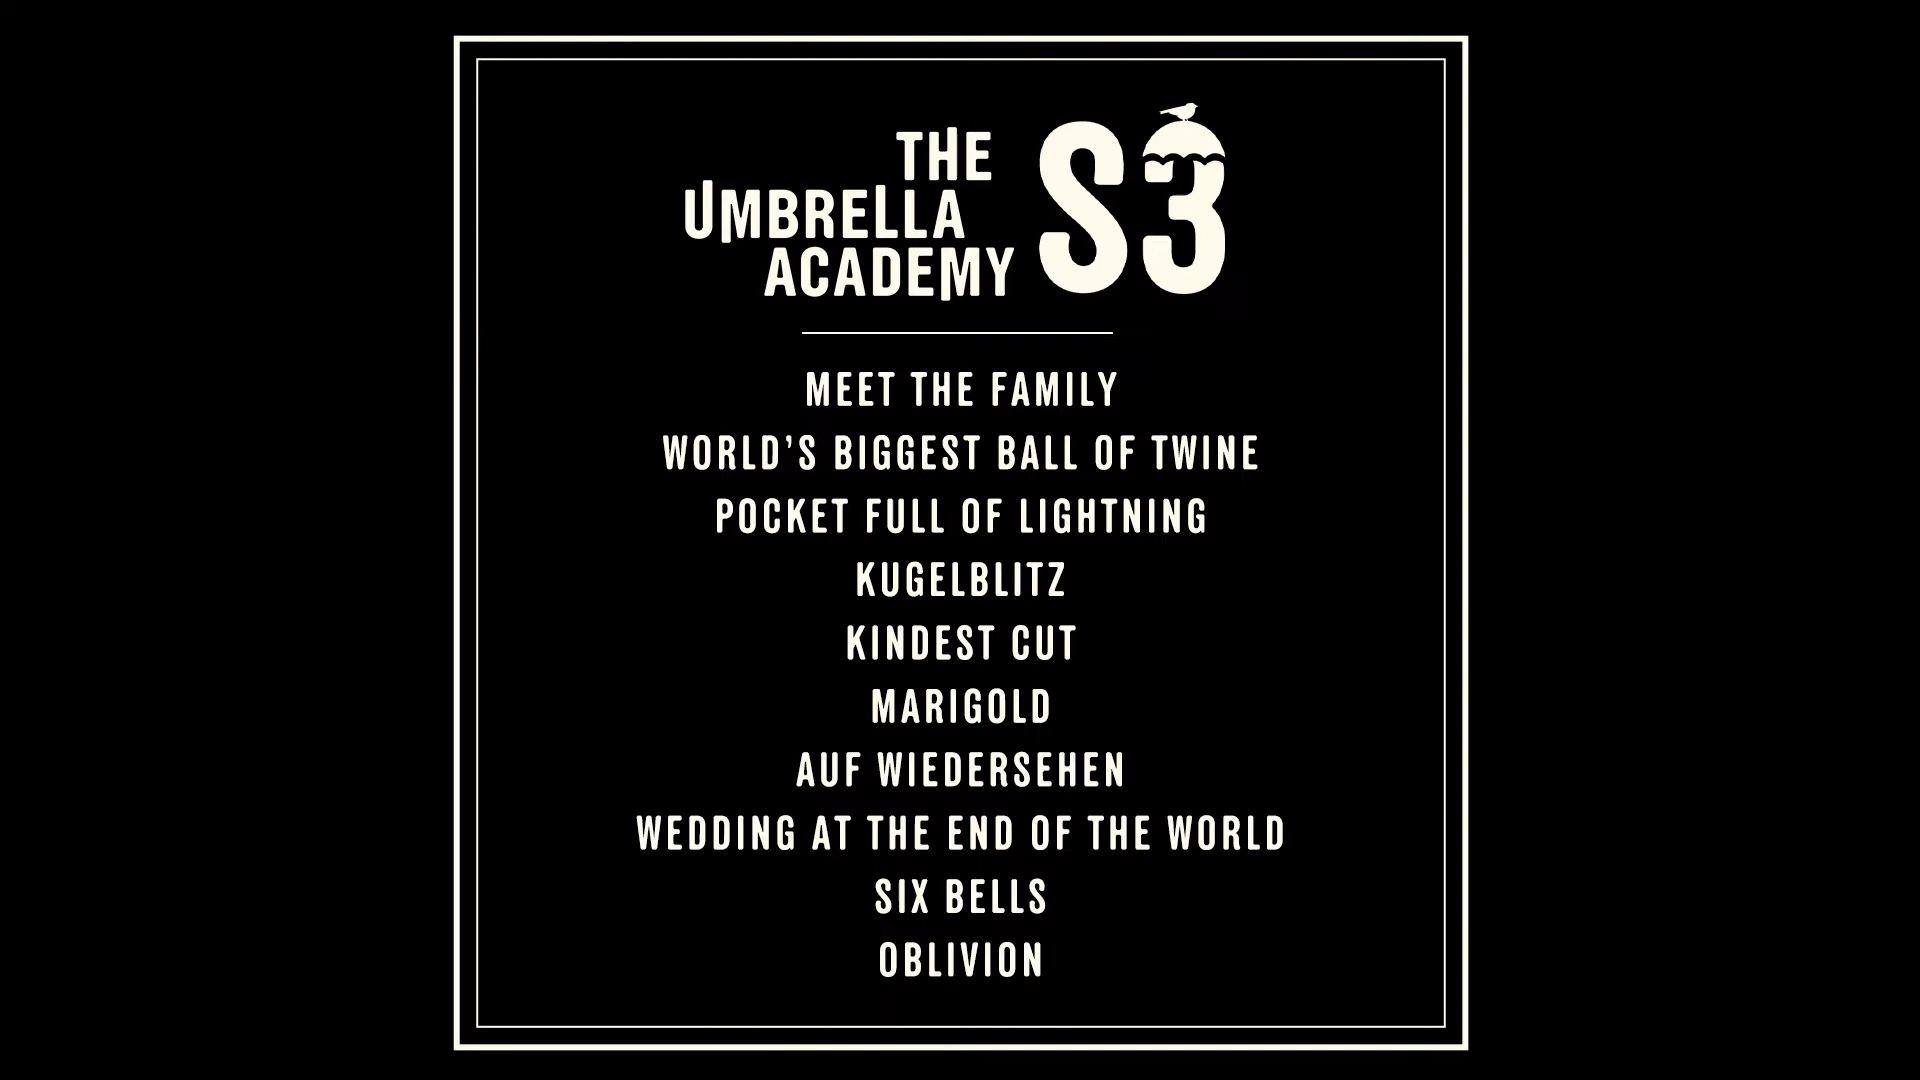 THE
UMBRELLA
ACADEMY
S3
MEET THE FAMILY
WORLD’S BIGGEST BALL OF TWINE
POCKET FULL OF LIGHTNING
KUGELBLITZ
KINDEST CUT
MARIGOLD
AUF WIEDERSEHEN
WEDDING AT THE END OF THE WORLD
SIX BELLS
OBLIVION